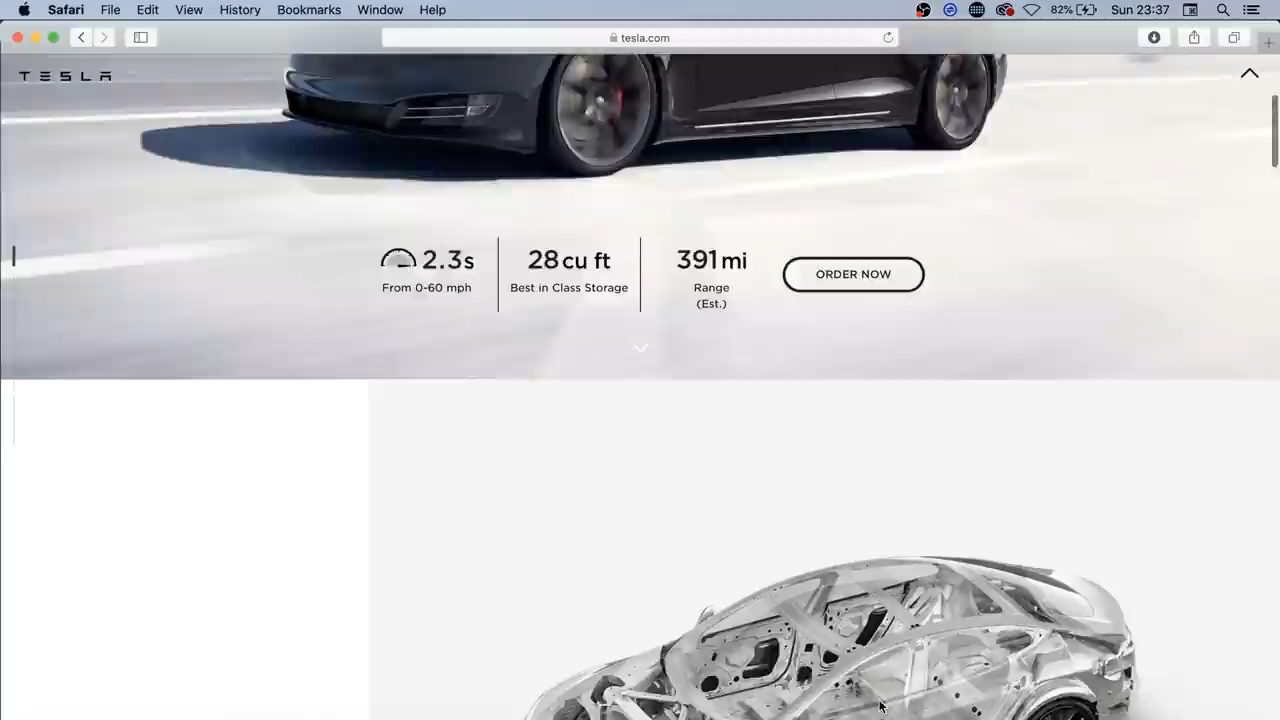 Safari File Edit View History Bookmarks Window Help 82% Sun 23:37
tesla.com
TESLA
2.3s 28 cu ft 391 mi ORDER NOW
From 0-60 mph Best in Class Storage Range
(Est.)